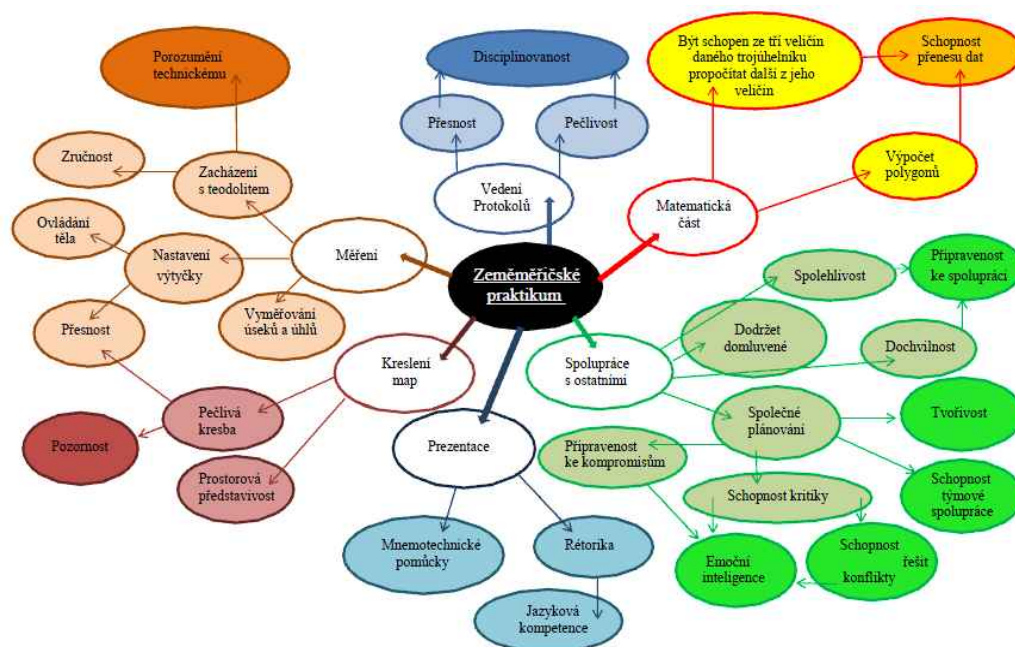 Porozumění
technickému
Disciplinovanost
Být schopen ze tří veličin
daného trojúhelníku
propočítat další z jeho
veličin
Schopnost
přenesu dat
Přesnost
Pečlivost
Zručnost
Zacházení
s teodolitem
Vedení
Protokolů
Matematická
část
Výpočet
polygonů
Ovládání
těla
Nastavení
výtyčky
Měření
Zeměměřičské
praktikum
Spolehlivost
Připravenost
ke spolupráci
Přesnost
Vyměřování
úseků a úhlů
Kreslení
map
Spolupráce
s ostatními
Dodržet
domluvené
Dochvilnost
Pozornost
Pečlivá
kresba
Prostorová
představivost
Prezentace
Připravenost
ke kompromisům
Společné
plánování
Tvořivost
Schopnost kritiky
Schopnost
týmové
spolupráce
Mnemotechnické
pomůcky
Rétorika
Emoční
inteligence
Schopnost
řešit
konflikty
Jazyková
kompetence